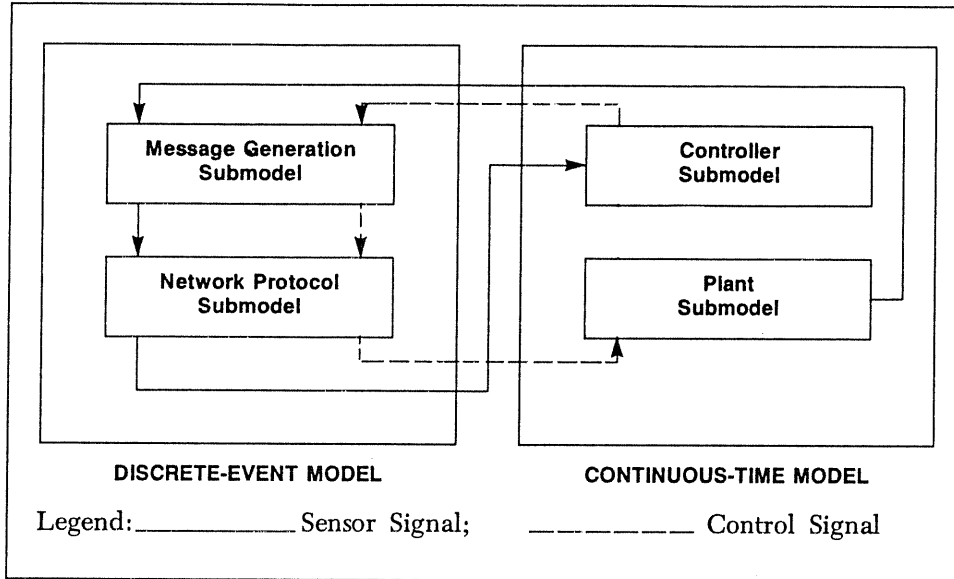 Message Generation
Submodel
Controller
Submodel
Network Protocol
Submodel
Plant
Submodel
DISCRETE-EVENT MODEL
CONTINUOUS-TIME MODEL
Legend:____________ Sensor Signal; _ _ _ _ _ _ _ Control Signal